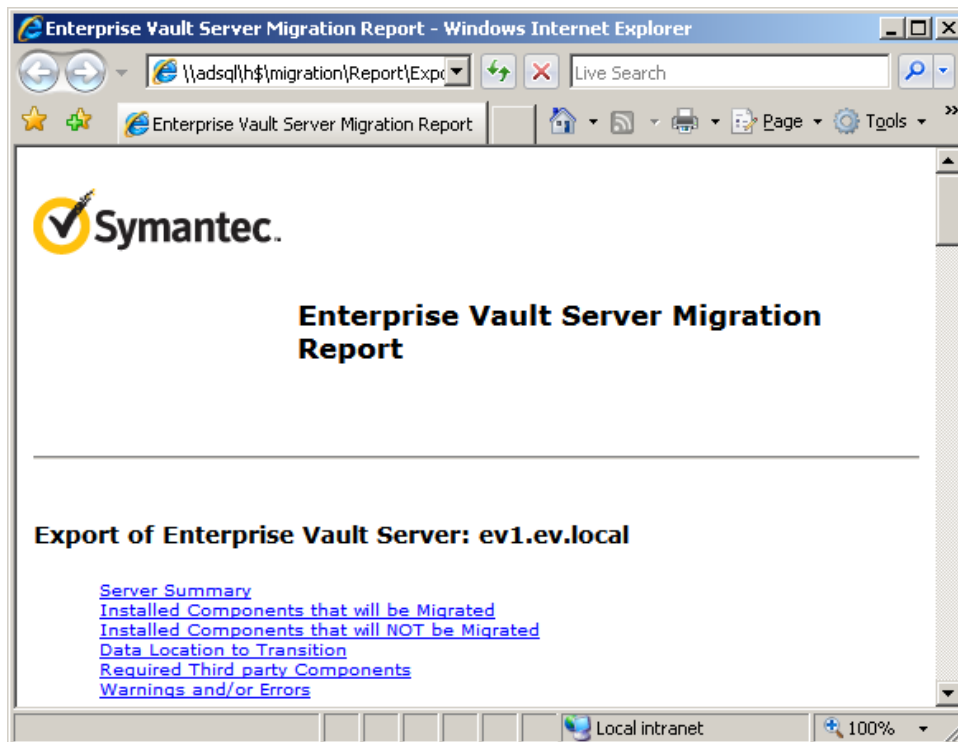 Enterprise Vault Server Migration Report - Windows Internet Explorer
\\adsql\h$\migration\Report\Expo
Live Search
Enterprise Vault Server Migration Report
Page
Tools
»
Symantec.
Enterprise Vault Server Migration
Report
Export of Enterprise Vault Server: ev1.ev.local
Server Summary
Installed Components that will be Migrated
Installed Components that will NOT be Migrated
Data Location to Transition
Required Third party Components
Warnings and/or Errors
Local intranet
100%